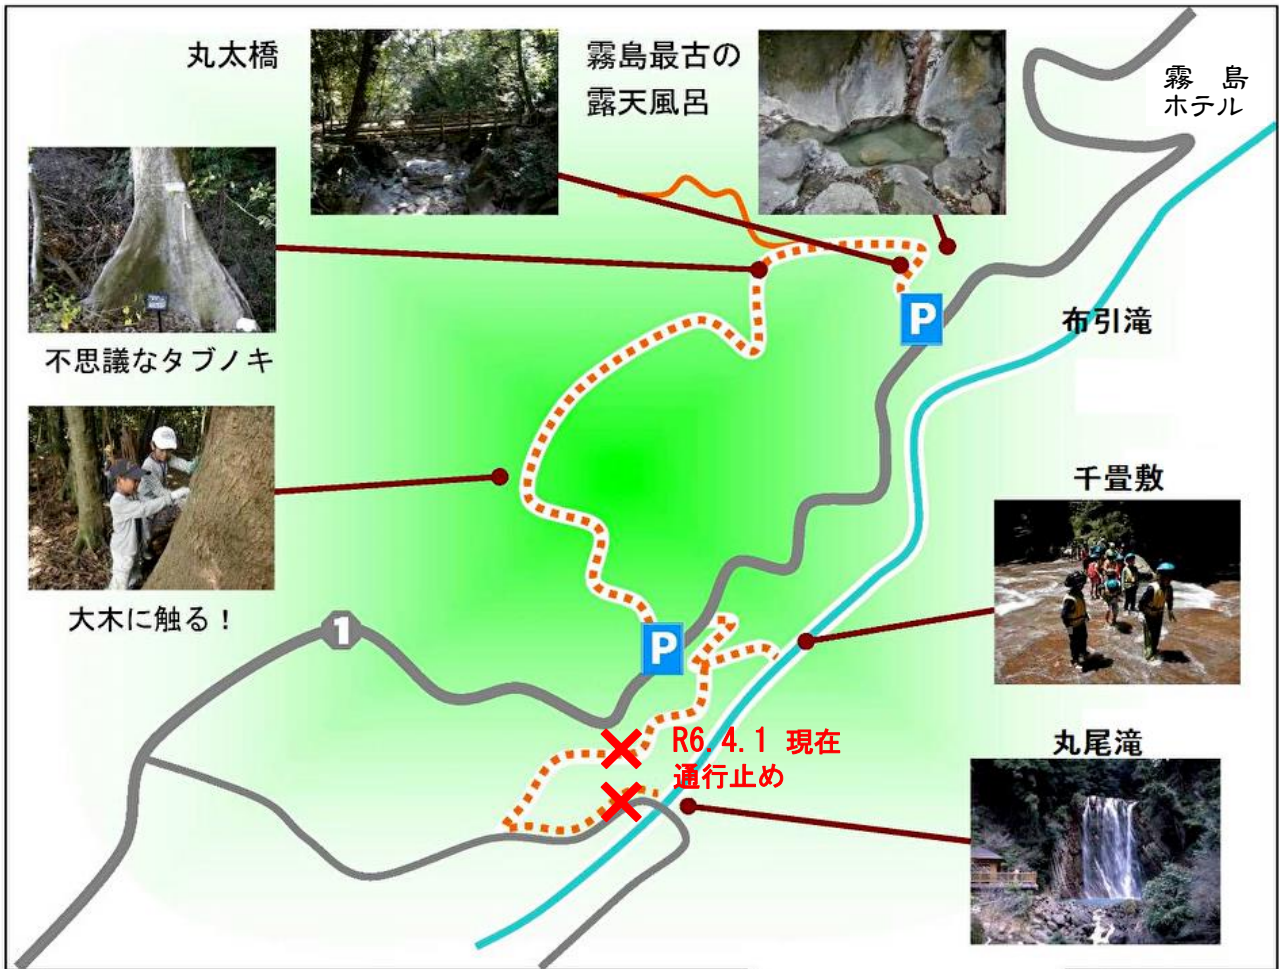 丸太橋
霧島最古の
露天風呂
霧 島
ホテル
不思議なタブノキ
P
布引滝
千畳敷
大木に触る！
1
P
R6.4.1 現在
通行止め
丸尾滝